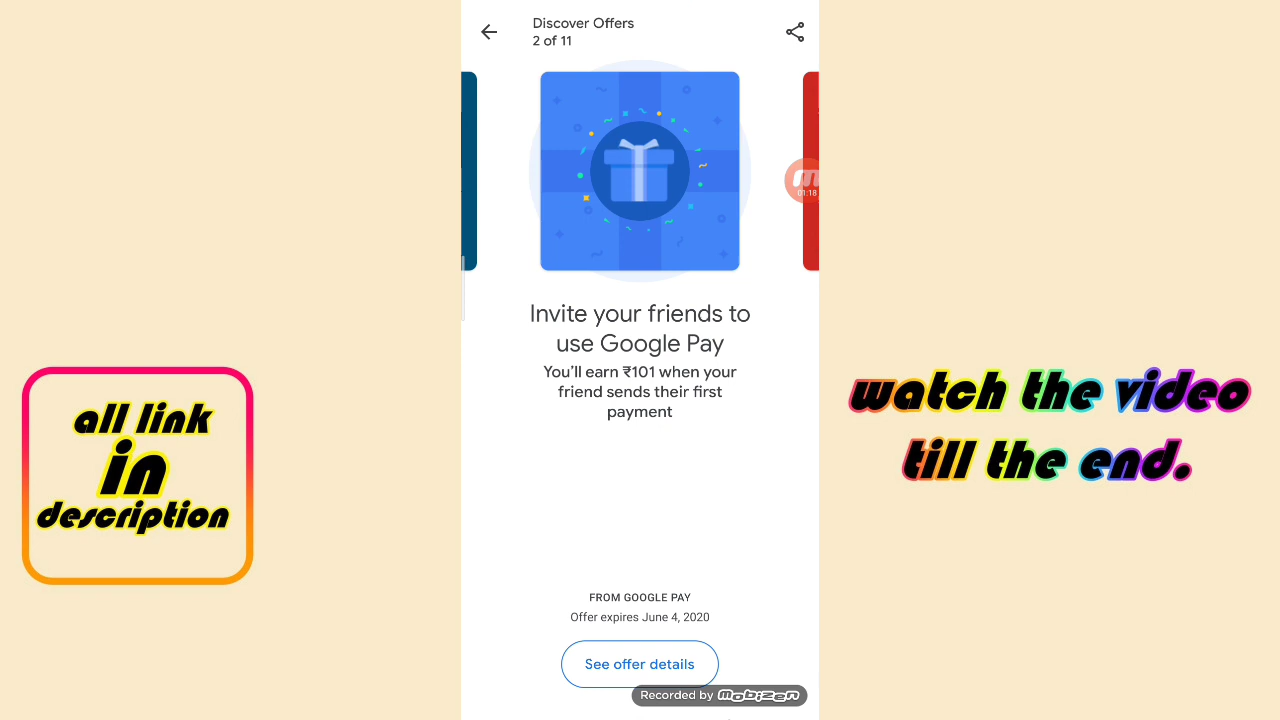 Discover Offers
2 of 11
01:18
Invite your friends to
use Google Pay
You'll earn ₹101 when your
friend sends their first
payment
all link
in
description
watch the video
till the end.
FROM GOOGLE PAY
Offer expires June 4, 2020
See offer details
Recorded by mobizen